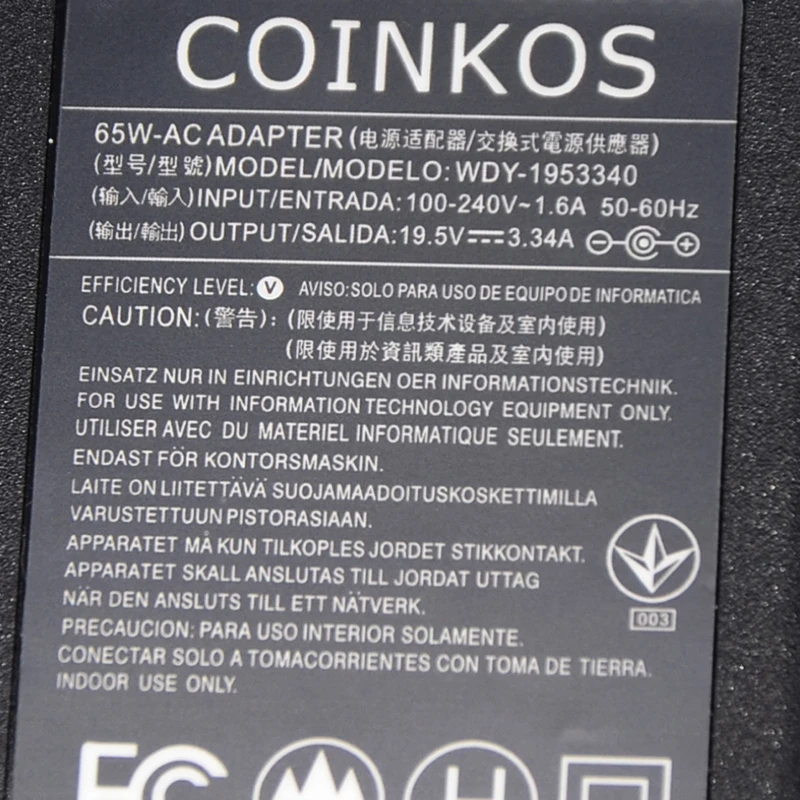 COINKOS
65W-AC ADAPTER (电源适配器/交換式電源供應器)
(型号/型號) MODEL/MODELO: WDY-1953340
(输入/輸入) INPUT/ENTRADA: 100-240V~1.6A 50-60Hz
(输出/輸出) OUTPUT/SALIDA: 19.5V⎓3.34A
EFFICIENCY LEVEL: V AVISO: SOLO PARA USO DE EQUIPO DE INFORMATICA
CAUTION: (警告): (限使用于信息技术设备及室内使用)
(限使用於資訊類產品及室內使用)
EINSATZ NUR IN EINRICHTUNGEN OER INFORMATIONSTECHNIK.
FOR USE WITH INFORMATION TECHNOLOGY EQUIPMENT ONLY.
UTILISER AVEC DU MATERIEL INFORMATIQUE SEULEMENT.
ENDAST FÖR KONTORSMASKIN.
LAITE ON LIITETTÄVÄ SUOJAMAADOITUSKOSKETTIMILLA
VARUSTETTUUN PISTORASIAAN.
APPARATET MÅ KUN TILKOPLES JORDET STIKKONTAKT.
APPARATET SKALL ANSLUTAS TILL JORDAT UTTAG
NÄR DEN ANSLUTS TILL ETT NÄTVERK.
003
PRECAUCION: PARA USO INTERIOR SOLAMENTE.
CONECTAR SOLO A TOMACORRIENTES CON TOMA DE TIERRA.
INDOOR USE ONLY.
FC H